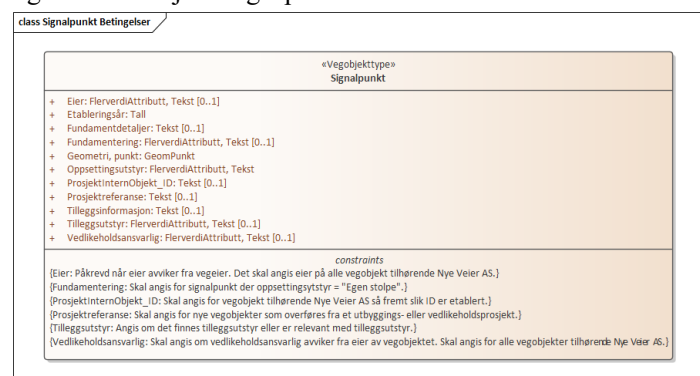 class Signalpunkt Betingelser
«Vegobjekttype»
Signalpunkt
+ Eier: FlerverdiAttributt, Tekst [0..1]
+ Etableringsår: Tall
+ Fundamentdetaljer: Tekst [0..1]
+ Fundamentering: FlerverdiAttributt, Tekst [0..1]
+ Geometri, punkt: GeomPunkt
+ Oppsettingsutstyr: FlerverdiAttributt, Tekst
+ ProsjektInternObjekt_ID: Tekst [0..1]
+ Prosjektreferanse: Tekst [0..1]
+ Tilleggsinformasjon: Tekst [0..1]
+ Tilleggsutstyr: FlerverdiAttributt, Tekst [0..1]
+ Vedlikeholdsansvarlig: FlerverdiAttributt, Tekst [0..1]
constraints
{Eier: Påkrevd når eier avviker fra vegeier. Det skal angis eier på alle vegobjekt tilhørende Nye Veier AS.}
{Fundamentering: Skal angis for signalpunkt der oppsettingsytstyr = "Egen stolpe".}
{ProsjektInternObjekt_ID: Skal angis for vegobjekt tilhørende Nye Veier AS så fremt slik ID er etablert.}
{Prosjektreferanse: Skal angis for nye vegobjekter som overføres fra et utbyggings- eller vedlikeholdsprosjekt.}
{Tilleggsutstyr: Angis om det finnes tilleggsutstyr eller er relevant med tilleggsutstyr.}
{Vedlikeholdsansvarlig: Skal angis om vedlikeholdsansvarlig avviker fra eier av vegobjektet. Skal angis for alle vegobjekter tilhørende Nye Veier AS.}